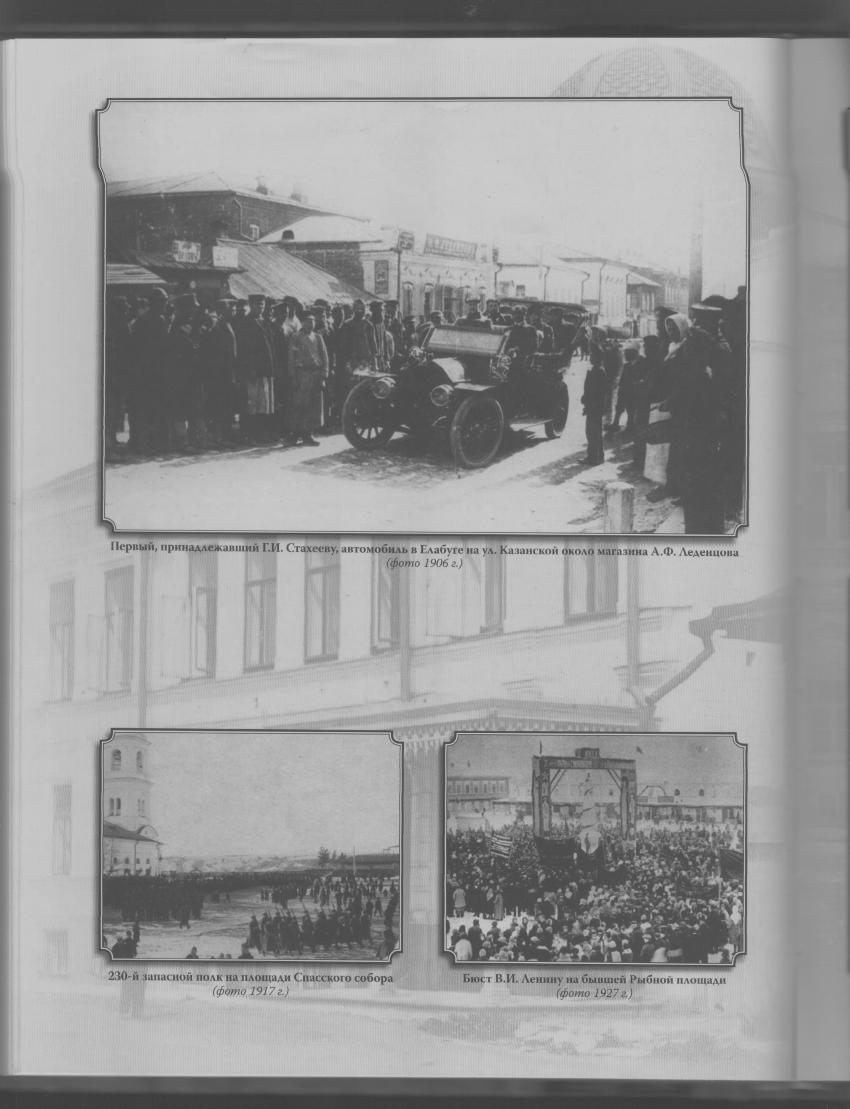 Первый, принадлежавший Г.И. Стахееву, автомобиль в Елабуге на ул. Казанской около магазина А.Ф. Леденцова
(фото 1906 г.)
230-й запасной полк на площади Спасского собора
(фото 1917 г.)
Бюст В.И. Ленину на бывшей Рыбной площади
(фото 1927 г.)